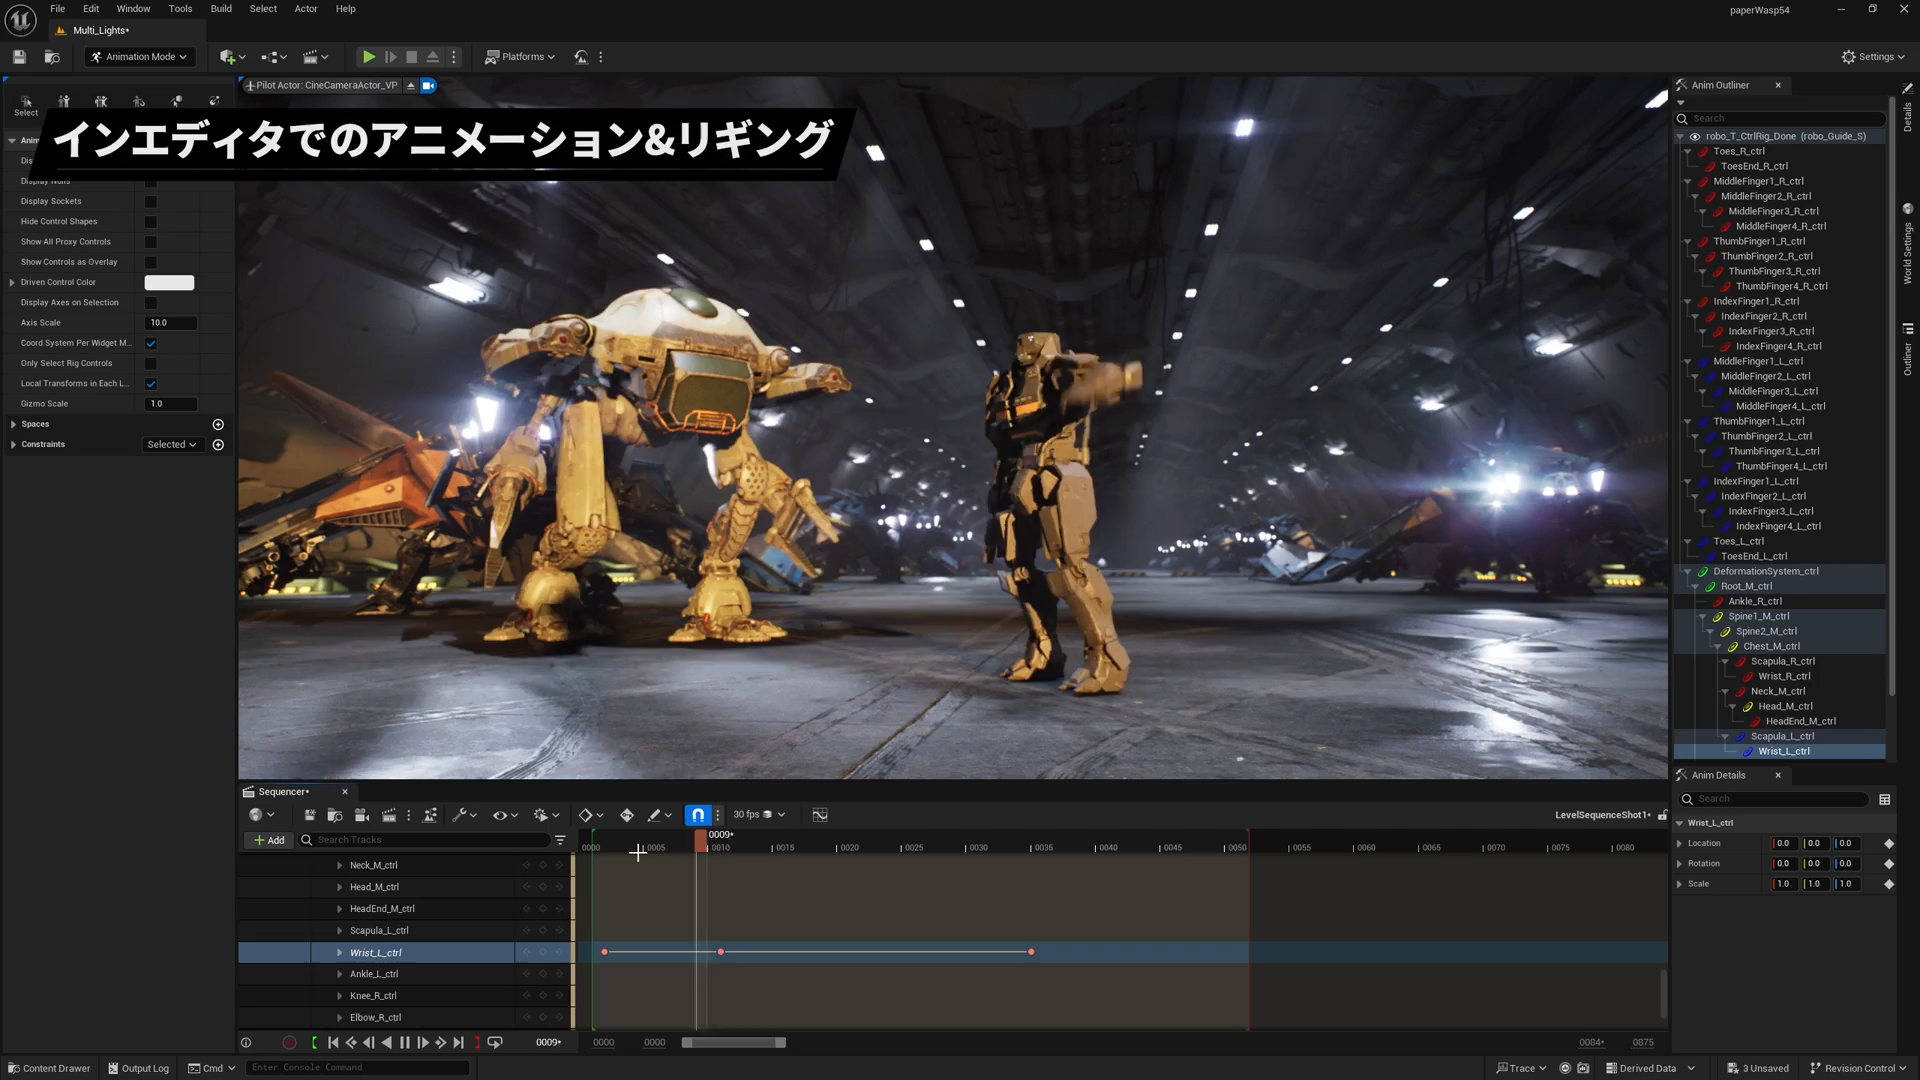 File Edit Window Tools Build Select Actor Help
paperWasp54
Multi_Lights•
Animation Mode
Platforms
Settings
Pilot Actor: CineCameraActor_VP
Select
インエディタでのアニメーション&リギング
Display Sockets
Hide Control Shapes
Show All Proxy Controls
Show Controls as Overlay
Driven Control Color
Display Axes on Selection
Axis Scale 10.0
Coord System Per Widget M...
Only Select Rig Controls
Local Transforms in Each L...
Gizmo Scale 1.0
Spaces
Constraints Selected
Anim Outliner
Search
robo_T_CtrlRig_Done (robo_Guide_S)
Toes_R_ctrl
ToesEnd_R_ctrl
MiddleFinger1_R_ctrl
MiddleFinger2_R_ctrl
MiddleFinger3_R_ctrl
MiddleFinger4_R_ctrl
ThumbFinger1_R_ctrl
ThumbFinger2_R_ctrl
ThumbFinger3_R_ctrl
ThumbFinger4_R_ctrl
IndexFinger1_R_ctrl
IndexFinger2_R_ctrl
IndexFinger3_R_ctrl
IndexFinger4_R_ctrl
MiddleFinger1_L_ctrl
MiddleFinger2_L_ctrl
MiddleFinger3_L_ctrl
MiddleFinger4_L_ctrl
ThumbFinger1_L_ctrl
ThumbFinger2_L_ctrl
ThumbFinger3_L_ctrl
ThumbFinger4_L_ctrl
IndexFinger1_L_ctrl
IndexFinger2_L_ctrl
IndexFinger3_L_ctrl
IndexFinger4_L_ctrl
Toes_L_ctrl
ToesEnd_L_ctrl
DeformationSystem_ctrl
Root_M_ctrl
Ankle_R_ctrl
Spine1_M_ctrl
Spine2_M_ctrl
Chest_M_ctrl
Scapula_R_ctrl
Wrist_R_ctrl
Neck_M_ctrl
Head_M_ctrl
HeadEnd_M_ctrl
Scapula_L_ctrl
Wrist_L_ctrl
Details
World Settings
Outliner
Anim Details
Search
Wrist_L_ctrl
Location 0.0 0.0 0.0
Rotation 0.0 0.0 0.0
Scale 1.0 1.0 1.0
Sequencer•
30 fps
LevelSequenceShot1•
+ Add Search Tracks
0009*
0000 0005 0010 0015 0020 0025 0030 0035 0040 0045 0050 0055 0060 0065 0070 0075 0080
Neck_M_ctrl
Head_M_ctrl
HeadEnd_M_ctrl
Scapula_L_ctrl
Wrist_L_ctrl
Ankle_L_ctrl
Knee_R_ctrl
Elbow_R_ctrl
0009* 0000 0000 0084* 0875
Content Drawer Output Log Cmd Enter Console Command
Trace Derived Data 3 Unsaved Revision Control